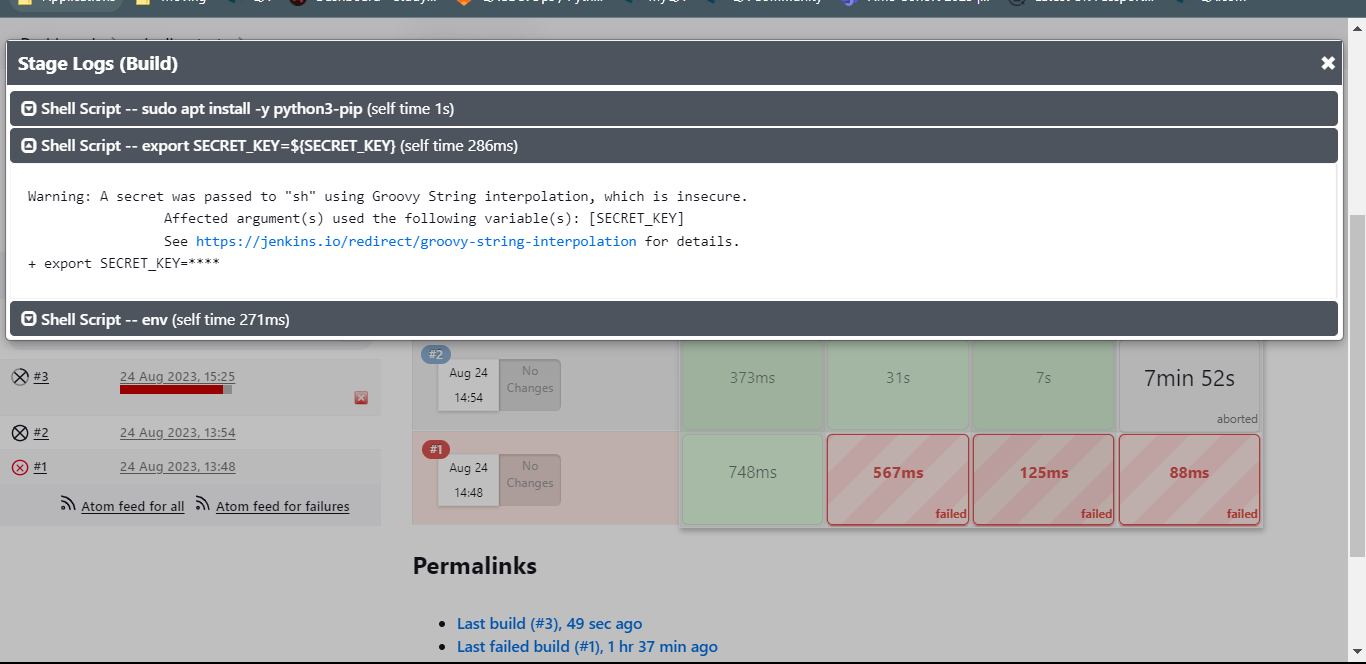 Stage Logs (Build)
Shell Script -- sudo apt install -y python3-pip (self time 1s)
Shell Script -- export SECRET_KEY=${SECRET_KEY} (self time 286ms)
Warning: A secret was passed to "sh" using Groovy String interpolation, which is insecure.
Affected argument(s) used the following variable(s): [SECRET_KEY]
See https://jenkins.io/redirect/groovy-string-interpolation for details.
+ export SECRET_KEY=****
Shell Script -- env (self time 271ms)
#3 24 Aug 2023, 15:25
#2 24 Aug 2023, 13:54
#1 24 Aug 2023, 13:48
Atom feed for all Atom feed for failures
#2
Aug 24
14:54
No
Changes
373ms 31s 7s 7min 52s
aborted
#1
Aug 24
14:48
No
Changes
748ms 567ms 125ms 88ms
failed failed failed
Permalinks
Last build (#3), 49 sec ago
Last failed build (#1), 1 hr 37 min ago